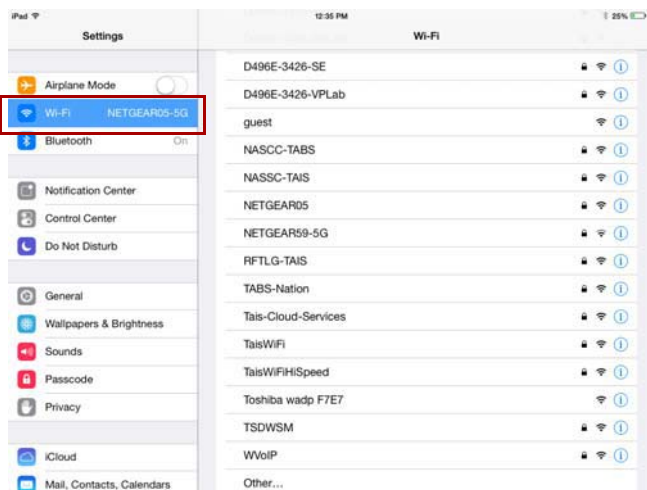 iPad 12:35 PM 25%
Settings
Wi-Fi
Airplane Mode
Wi-Fi NETGEAR05-5G
Bluetooth On
Notification Center
Control Center
Do Not Disturb
General
Wallpapers & Brightness
Sounds
Passcode
Privacy
iCloud
Mail, Contacts, Calendars
D496E-3426-SE
D496E-3426-VPLab
guest
NASCC-TABS
NASSC-TAIS
NETGEAR05
NETGEAR59-5G
RFTLG-TAIS
TABS-Nation
Tais-Cloud-Services
TaisWiFi
TaisWiFiHiSpeed
Toshiba wadp F7E7
TSDWSM
WVoIP
Other...